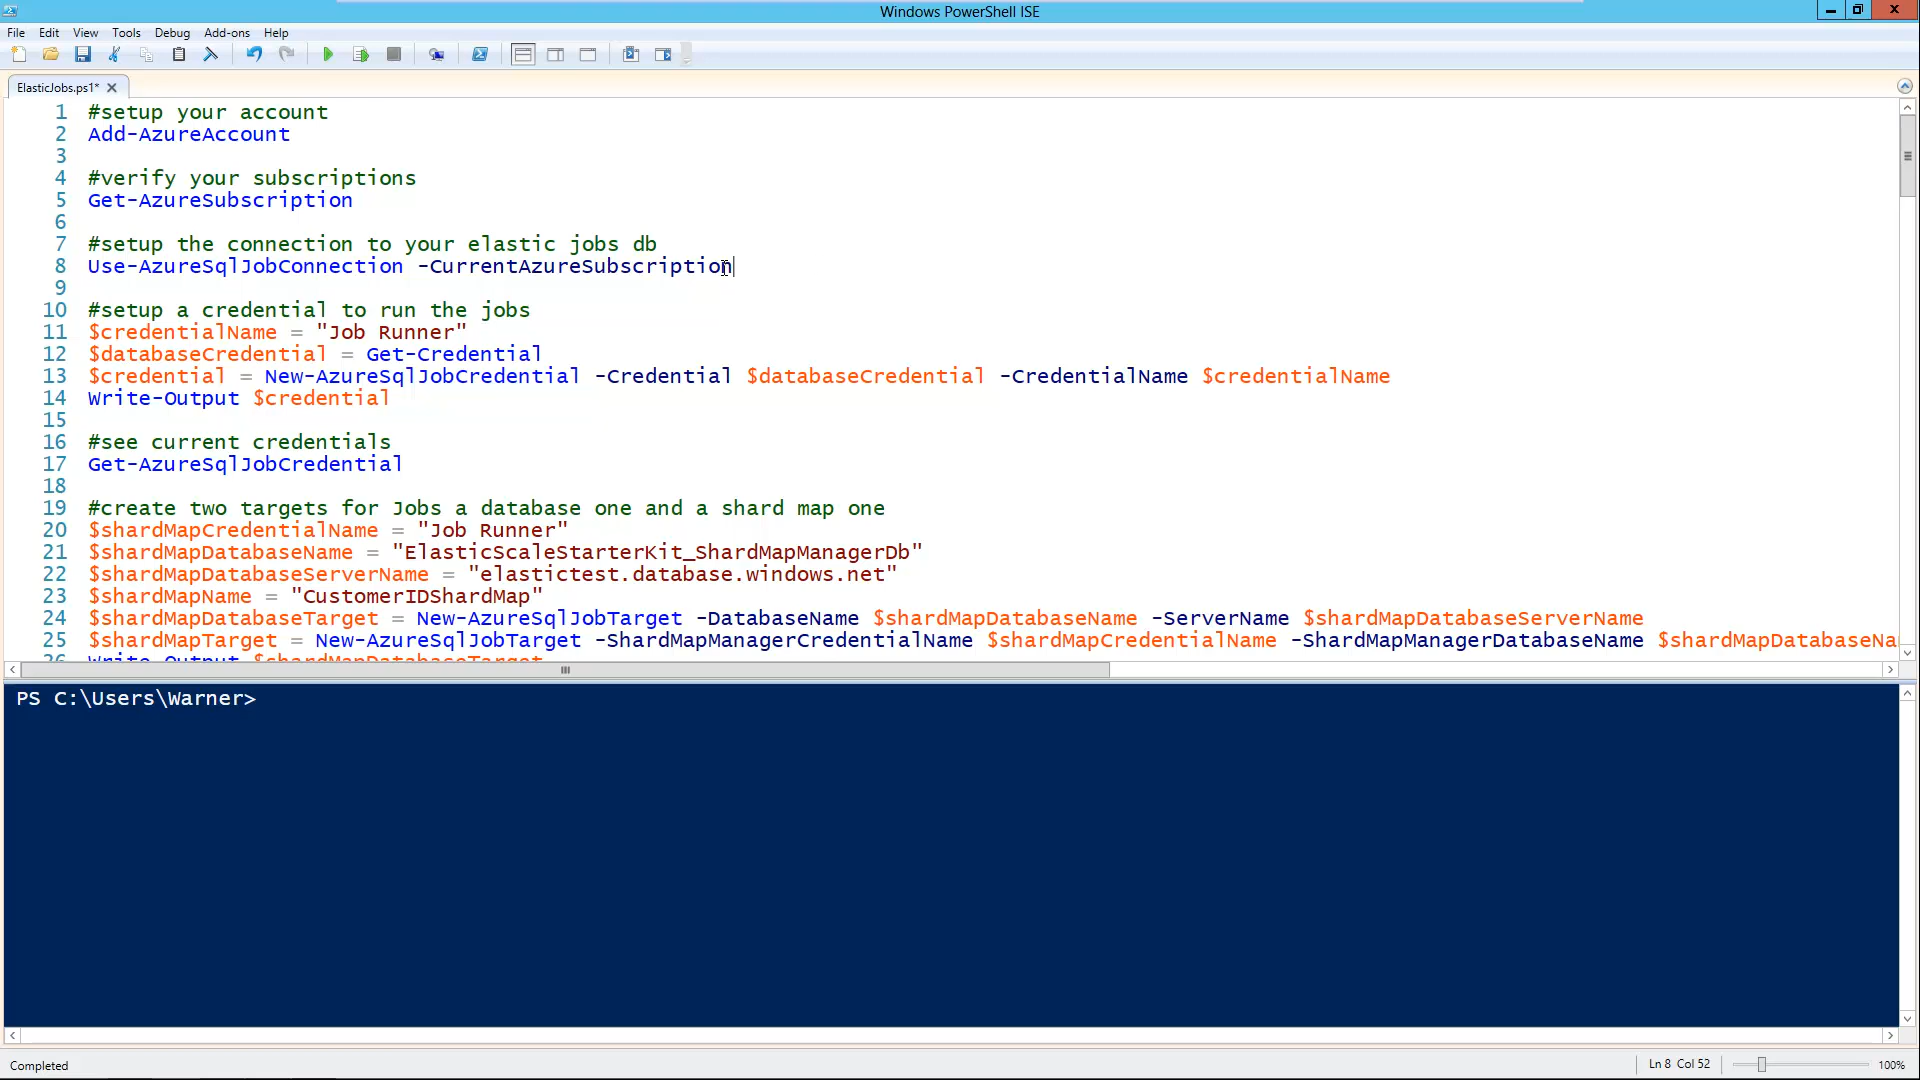 Windows PowerShell ISE
File Edit View Tools Debug Add-ons Help
ElasticJobs.ps1*
1 #setup your account
2 Add-AzureAccount
3
4 #verify your subscriptions
5 Get-AzureSubscription
6
7 #setup the connection to your elastic jobs db
8 Use-AzureSqlJobConnection -CurrentAzureSubscription
9
10 #setup a credential to run the jobs
11 $credentialName = "Job Runner"
12 $databaseCredential = Get-Credential
13 $credential = New-AzureSqlJobCredential -Credential $databaseCredential -CredentialName $credentialName
14 Write-Output $credential
15
16 #see current credentials
17 Get-AzureSqlJobCredential
18
19 #create two targets for Jobs a database one and a shard map one
20 $shardMapCredentialName = "Job Runner"
21 $shardMapDatabaseName = "ElasticScaleStarterKit_ShardMapManagerDb"
22 $shardMapDatabaseServerName = "elastictest.database.windows.net"
23 $shardMapName = "CustomerIDShardMap"
24 $shardMapDatabaseTarget = New-AzureSqlJobTarget -DatabaseName $shardMapDatabaseName -ServerName $shardMapDatabaseServerName
25 $shardMapTarget = New-AzureSqlJobTarget -ShardMapManagerCredentialName $shardMapCredentialName -ShardMapManagerDatabaseName $shardMapDatabaseNa
26 Write-Output $shardMapDatabaseTarget
PS C:\Users\Warner>
Completed
Ln 8 Col 52
100%